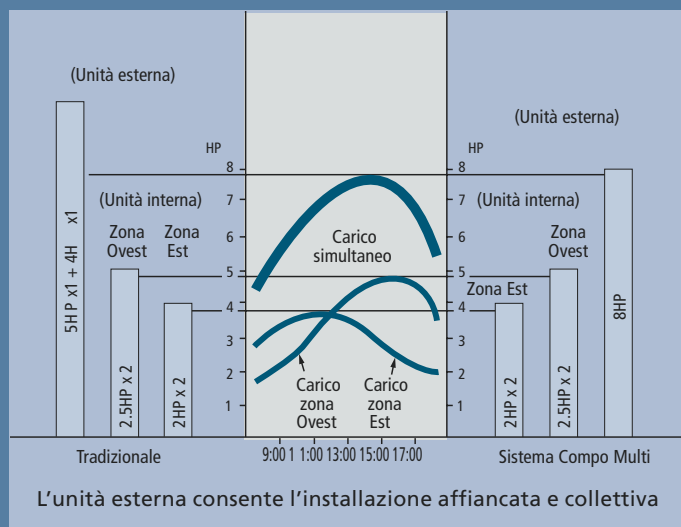 (Unità esterna)
5HP x1 + 4H x1
(Unità interna)
Zona
Ovest
Zona
Est
2.5HP x 2
2HP x 2
Tradizionale
HP
8
7
6
5
4
3
2
1
Carico
simultaneo
Carico
zona
Ovest
Carico
zona
Est
9:00 1 1:00 13:00 15:00 17:00
HP
8
7
6
5
4
3
2
1
(Unità esterna)
(Unità interna)
Zona
Ovest
Zona Est
2HP x 2
2.5HP x 2
8HP
Sistema Compo Multi
L'unità esterna consente l'installazione affiancata e collettiva